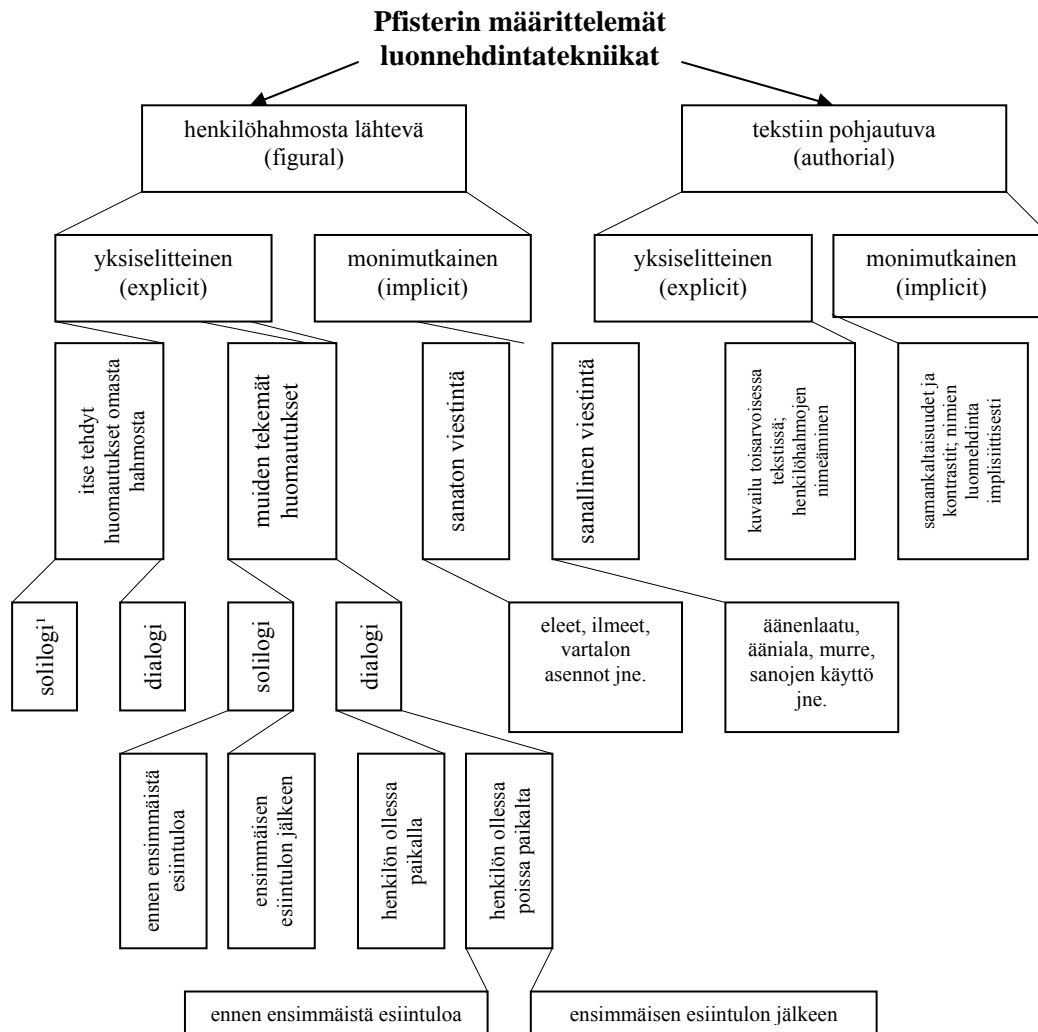 Pfisterin määrittelemät
luonnehdintatekniikat
henkilöhahmosta lähtevä
(figural)
tekstiin pohjautuva
(authorial)
yksiselitteinen
(explicit)
monimutkainen
(implicit)
yksiselitteinen
(explicit)
monimutkainen
(implicit)
itse tehdyt
huomautukset omasta
hahmosta
muiden tekemät
huomautukset
sanaton viestintä
sanallinen viestintä
kuvailu toisarvoisessa
tekstissä;
henkilöhahmojen
nimeäminen
samankaltaisuudet ja
kontrastit; nimien
luonnehdinta
implisiittisesti
solilogi¹
dialogi
solilogi
dialogi
eleet, ilmeet,
vartalon
asennot jne.
äänenlaatu,
ääniala, murre,
sanojen käyttö
jne.
ennen ensimmäistä
esiintuloa
ensimmäisen
esiintulon jälkeen
henkilön ollessa
paikalla
henkilön ollessa
poissa paikalta
ennen ensimmäistä esiintuloa
ensimmäisen esiintulon jälkeen